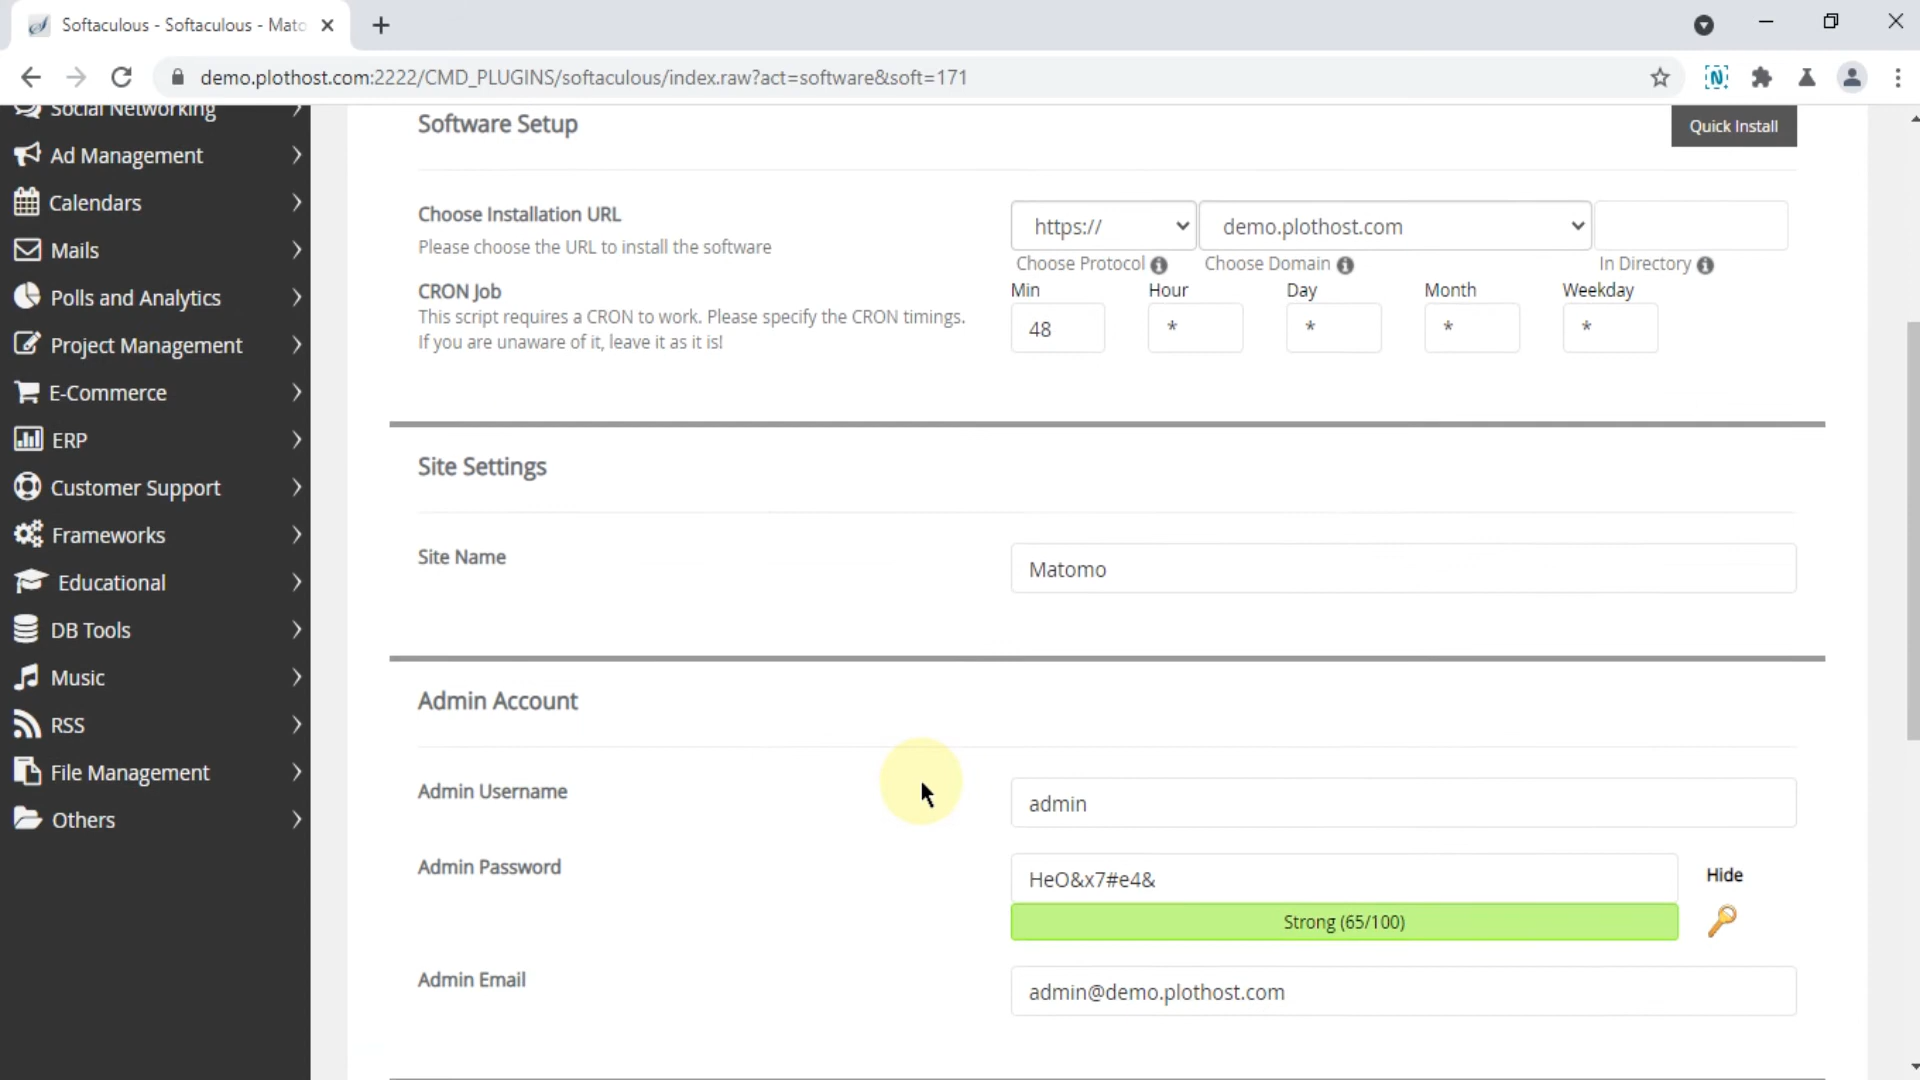 Softaculous - Softaculous - Mato
demo.plothost.com:2222/CMD_PLUGINS/softaculous/index.raw?act=software&soft=171
Social Networking
Ad Management
Calendars
Mails
Polls and Analytics
Project Management
E-Commerce
ERP
Customer Support
Frameworks
Educational
DB Tools
Music
RSS
File Management
Others
Software Setup
Quick Install
Choose Installation URL
Please choose the URL to install the software
https://
demo.plothost.com
Choose Protocol
Choose Domain
In Directory
CRON Job
This script requires a CRON to work. Please specify the CRON timings.
If you are unaware of it, leave it as it is!
Min Hour Day Month Weekday
48 * * * *
Site Settings
Site Name
Matomo
Admin Account
Admin Username
admin
Admin Password
HeO&x7#e4&
Hide
Strong (65/100)
Admin Email
admin@demo.plothost.com